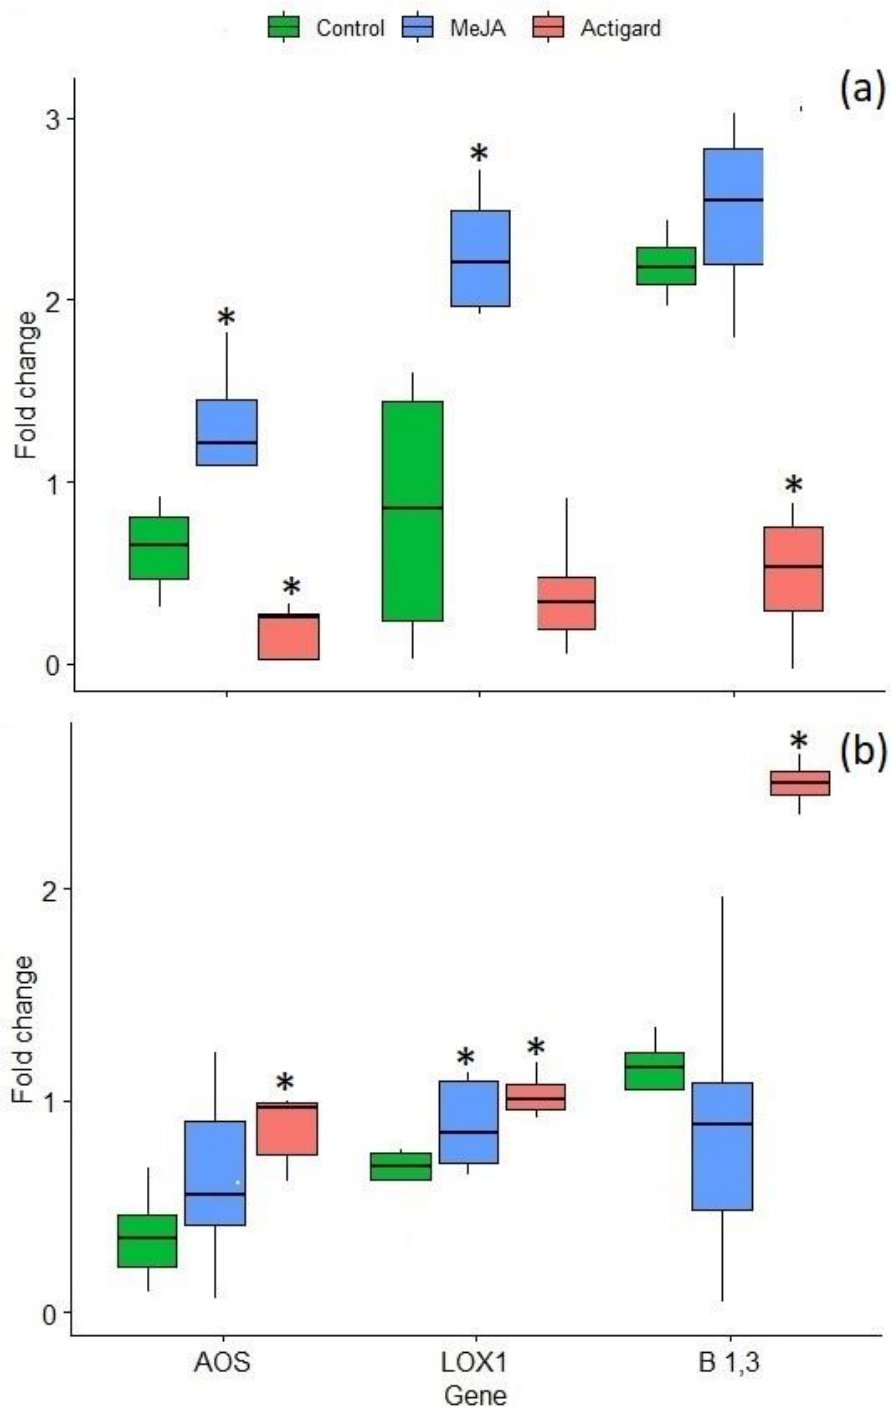 Control MeJA Actigard
(a)
3
*
*
2
Fold change
*
1
*
0
(b)
*
2
Fold change
*
*
*
1
0
AOS LOX1 B 1,3
Gene